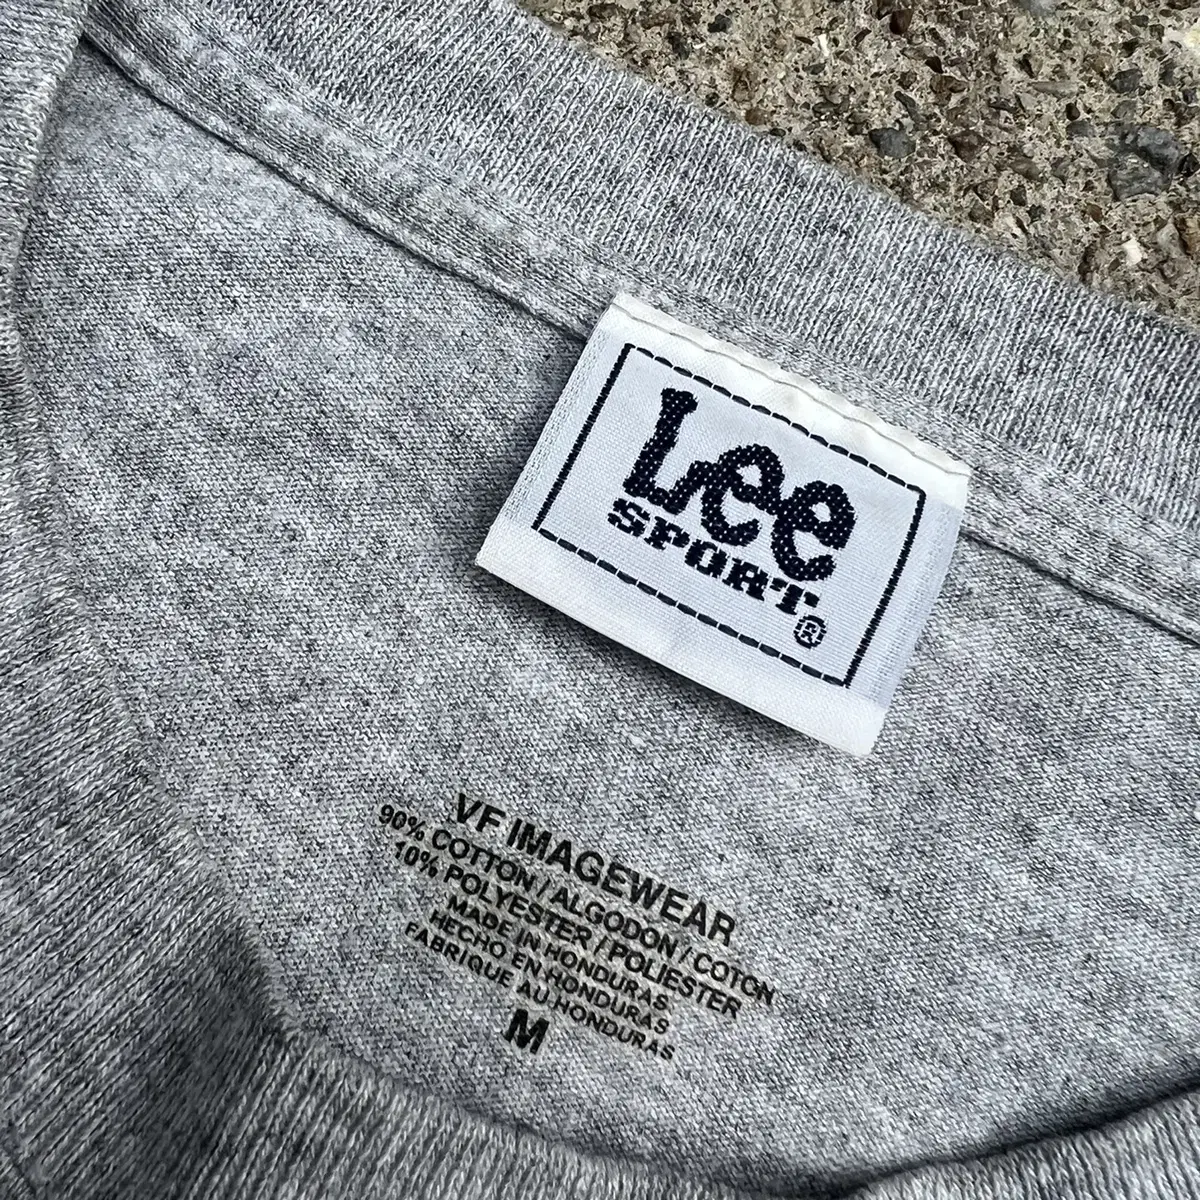 Lee
SPORT®
VF IMAGEWEAR
90% COTTON / ALGODON / COTON
10% POLYESTER / POLIESTER
MADE IN HONDURAS
HECHO EN HONDURAS
FABRIQUE AU HONDURAS
M